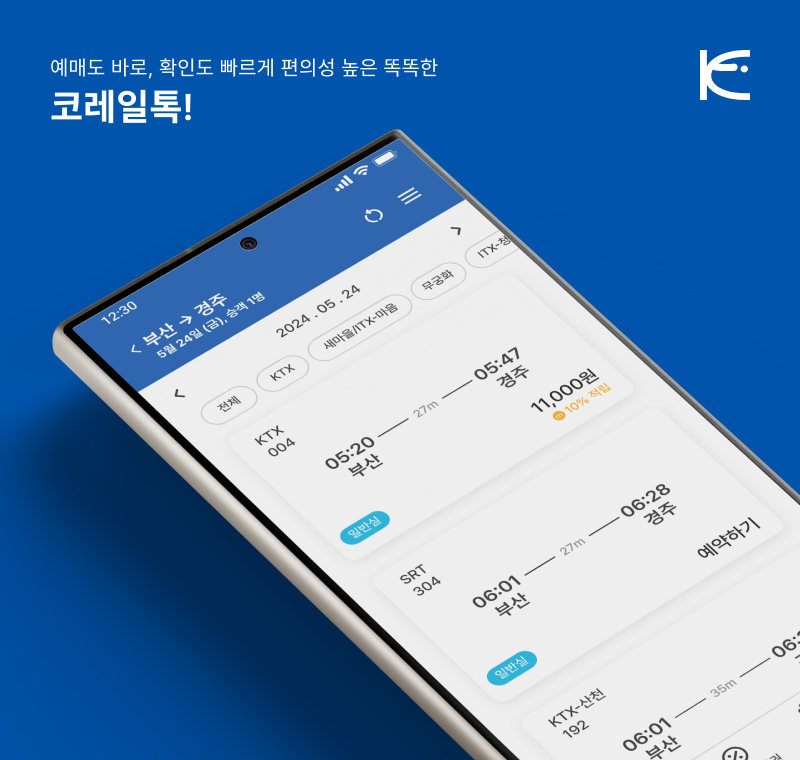 예매도 바로, 확인도 빠르게 편의성 높은 똑똑한
코레일톡!
12:30
< 부산 → 경주
5월 24일 (금), 승객 1명
< 2024 . 05 . 24 >
전체 KTX 새마을/ITX-마음 무궁화
KTX
004
05:20 27m 05:47
부산 경주
11,000원
10% 적립
일반실
SRT
304
06:01 27m 06:28
부산 경주
예약하기
일반실
KTX-산천
192
06:01 35m
부산